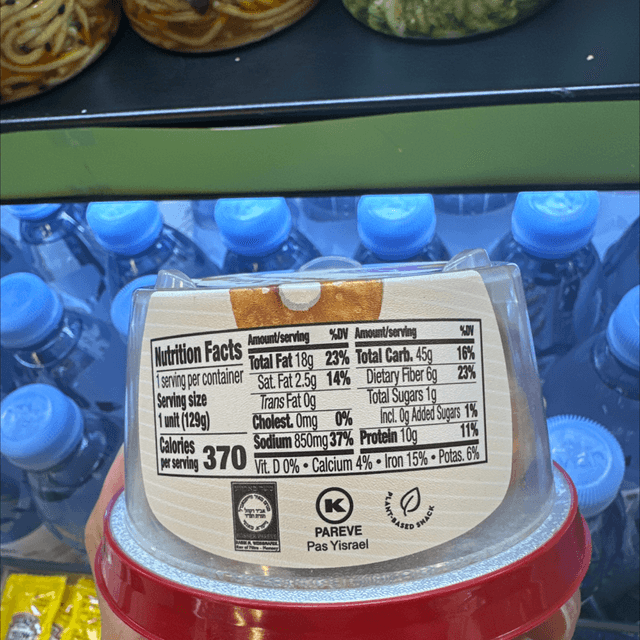 Nutrition Facts
1 serving per container
Serving size
1 unit (129g)
Calories
per serving 370
Amount/serving %DV
Total Fat 18g 23%
Sat. Fat 2.5g 14%
Trans Fat 0g
Cholest. 0mg 0%
Sodium 850mg 37%
Amount/serving %DV
Total Carb. 45g 16%
Dietary Fiber 6g 23%
Total Sugars 1g
Incl. 0g Added Sugars 1%
Protein 10g 11%
Vit. D 0% • Calcium 4% • Iron 15% • Potas. 6%
K
PAREVE
Pas Yisrael
PLANT-BASED SNACK